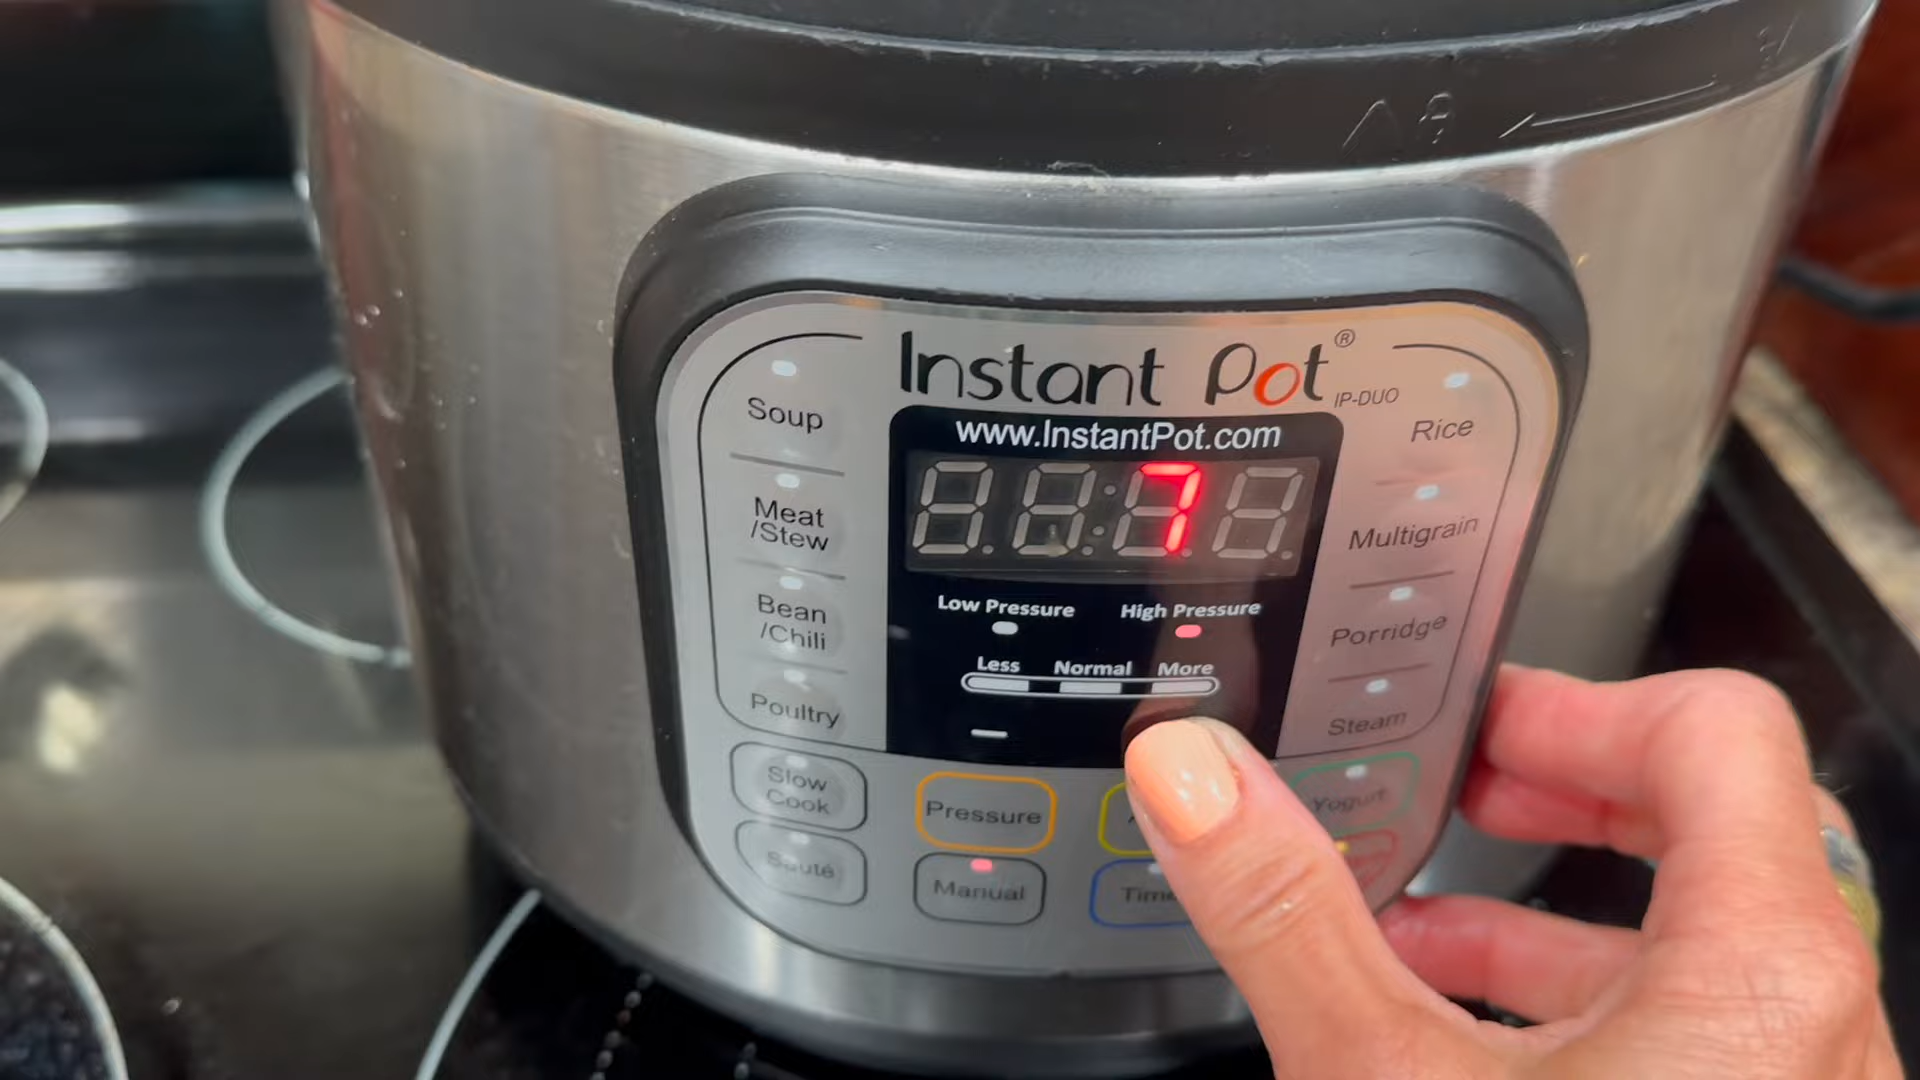 Instant Pot®
IP-DUO
www.InstantPot.com
7
Low Pressure
High Pressure
Less
Normal
More
Soup
Meat
/Stew
Bean
/Chili
Poultry
Slow
Cook
Sauté
Pressure
Manual
Rice
Multigrain
Porridge
Steam
Yogurt